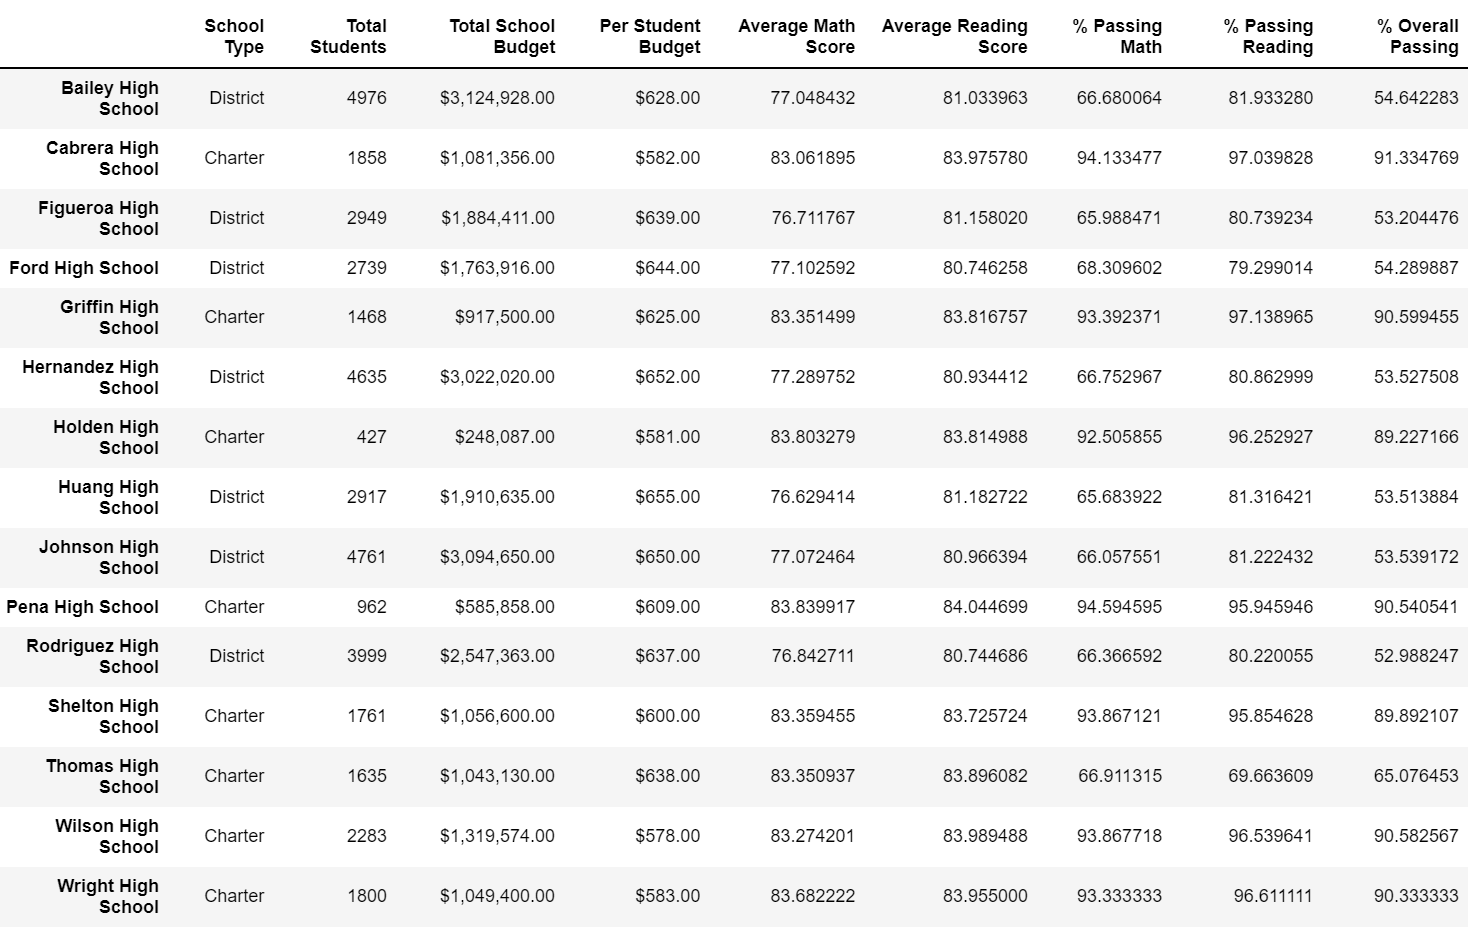 School Type Total Students Total School Budget Per Student Budget Average Math Score Average Reading Score % Passing Math % Passing Reading % Overall Passing
Bailey High School District 4976 $3,124,928.00 $628.00 77.048432 81.033963 66.680064 81.933280 54.642283
Cabrera High School Charter 1858 $1,081,356.00 $582.00 83.061895 83.975780 94.133477 97.039828 91.334769
Figueroa High School District 2949 $1,884,411.00 $639.00 76.711767 81.158020 65.988471 80.739234 53.204476
Ford High School District 2739 $1,763,916.00 $644.00 77.102592 80.746258 68.309602 79.299014 54.289887
Griffin High School Charter 1468 $917,500.00 $625.00 83.351499 83.816757 93.392371 97.138965 90.599455
Hernandez High School District 4635 $3,022,020.00 $652.00 77.289752 80.934412 66.752967 80.862999 53.527508
Holden High School Charter 427 $248,087.00 $581.00 83.803279 83.814988 92.505855 96.252927 89.227166
Huang High School District 2917 $1,910,635.00 $655.00 76.629414 81.182722 65.683922 81.316421 53.513884
Johnson High School District 4761 $3,094,650.00 $650.00 77.072464 80.966394 66.057551 81.222432 53.539172
Pena High School Charter 962 $585,858.00 $609.00 83.839917 84.044699 94.594595 95.945946 90.540541
Rodriguez High School District 3999 $2,547,363.00 $637.00 76.842711 80.744686 66.366592 80.220055 52.988247
Shelton High School Charter 1761 $1,056,600.00 $600.00 83.359455 83.725724 93.867121 95.854628 89.892107
Thomas High School Charter 1635 $1,043,130.00 $638.00 83.350937 83.896082 66.911315 69.663609 65.076453
Wilson High School Charter 2283 $1,319,574.00 $578.00 83.274201 83.989488 93.867718 96.539641 90.582567
Wright High School Charter 1800 $1,049,400.00 $583.00 83.682222 83.955000 93.333333 96.611111 90.333333